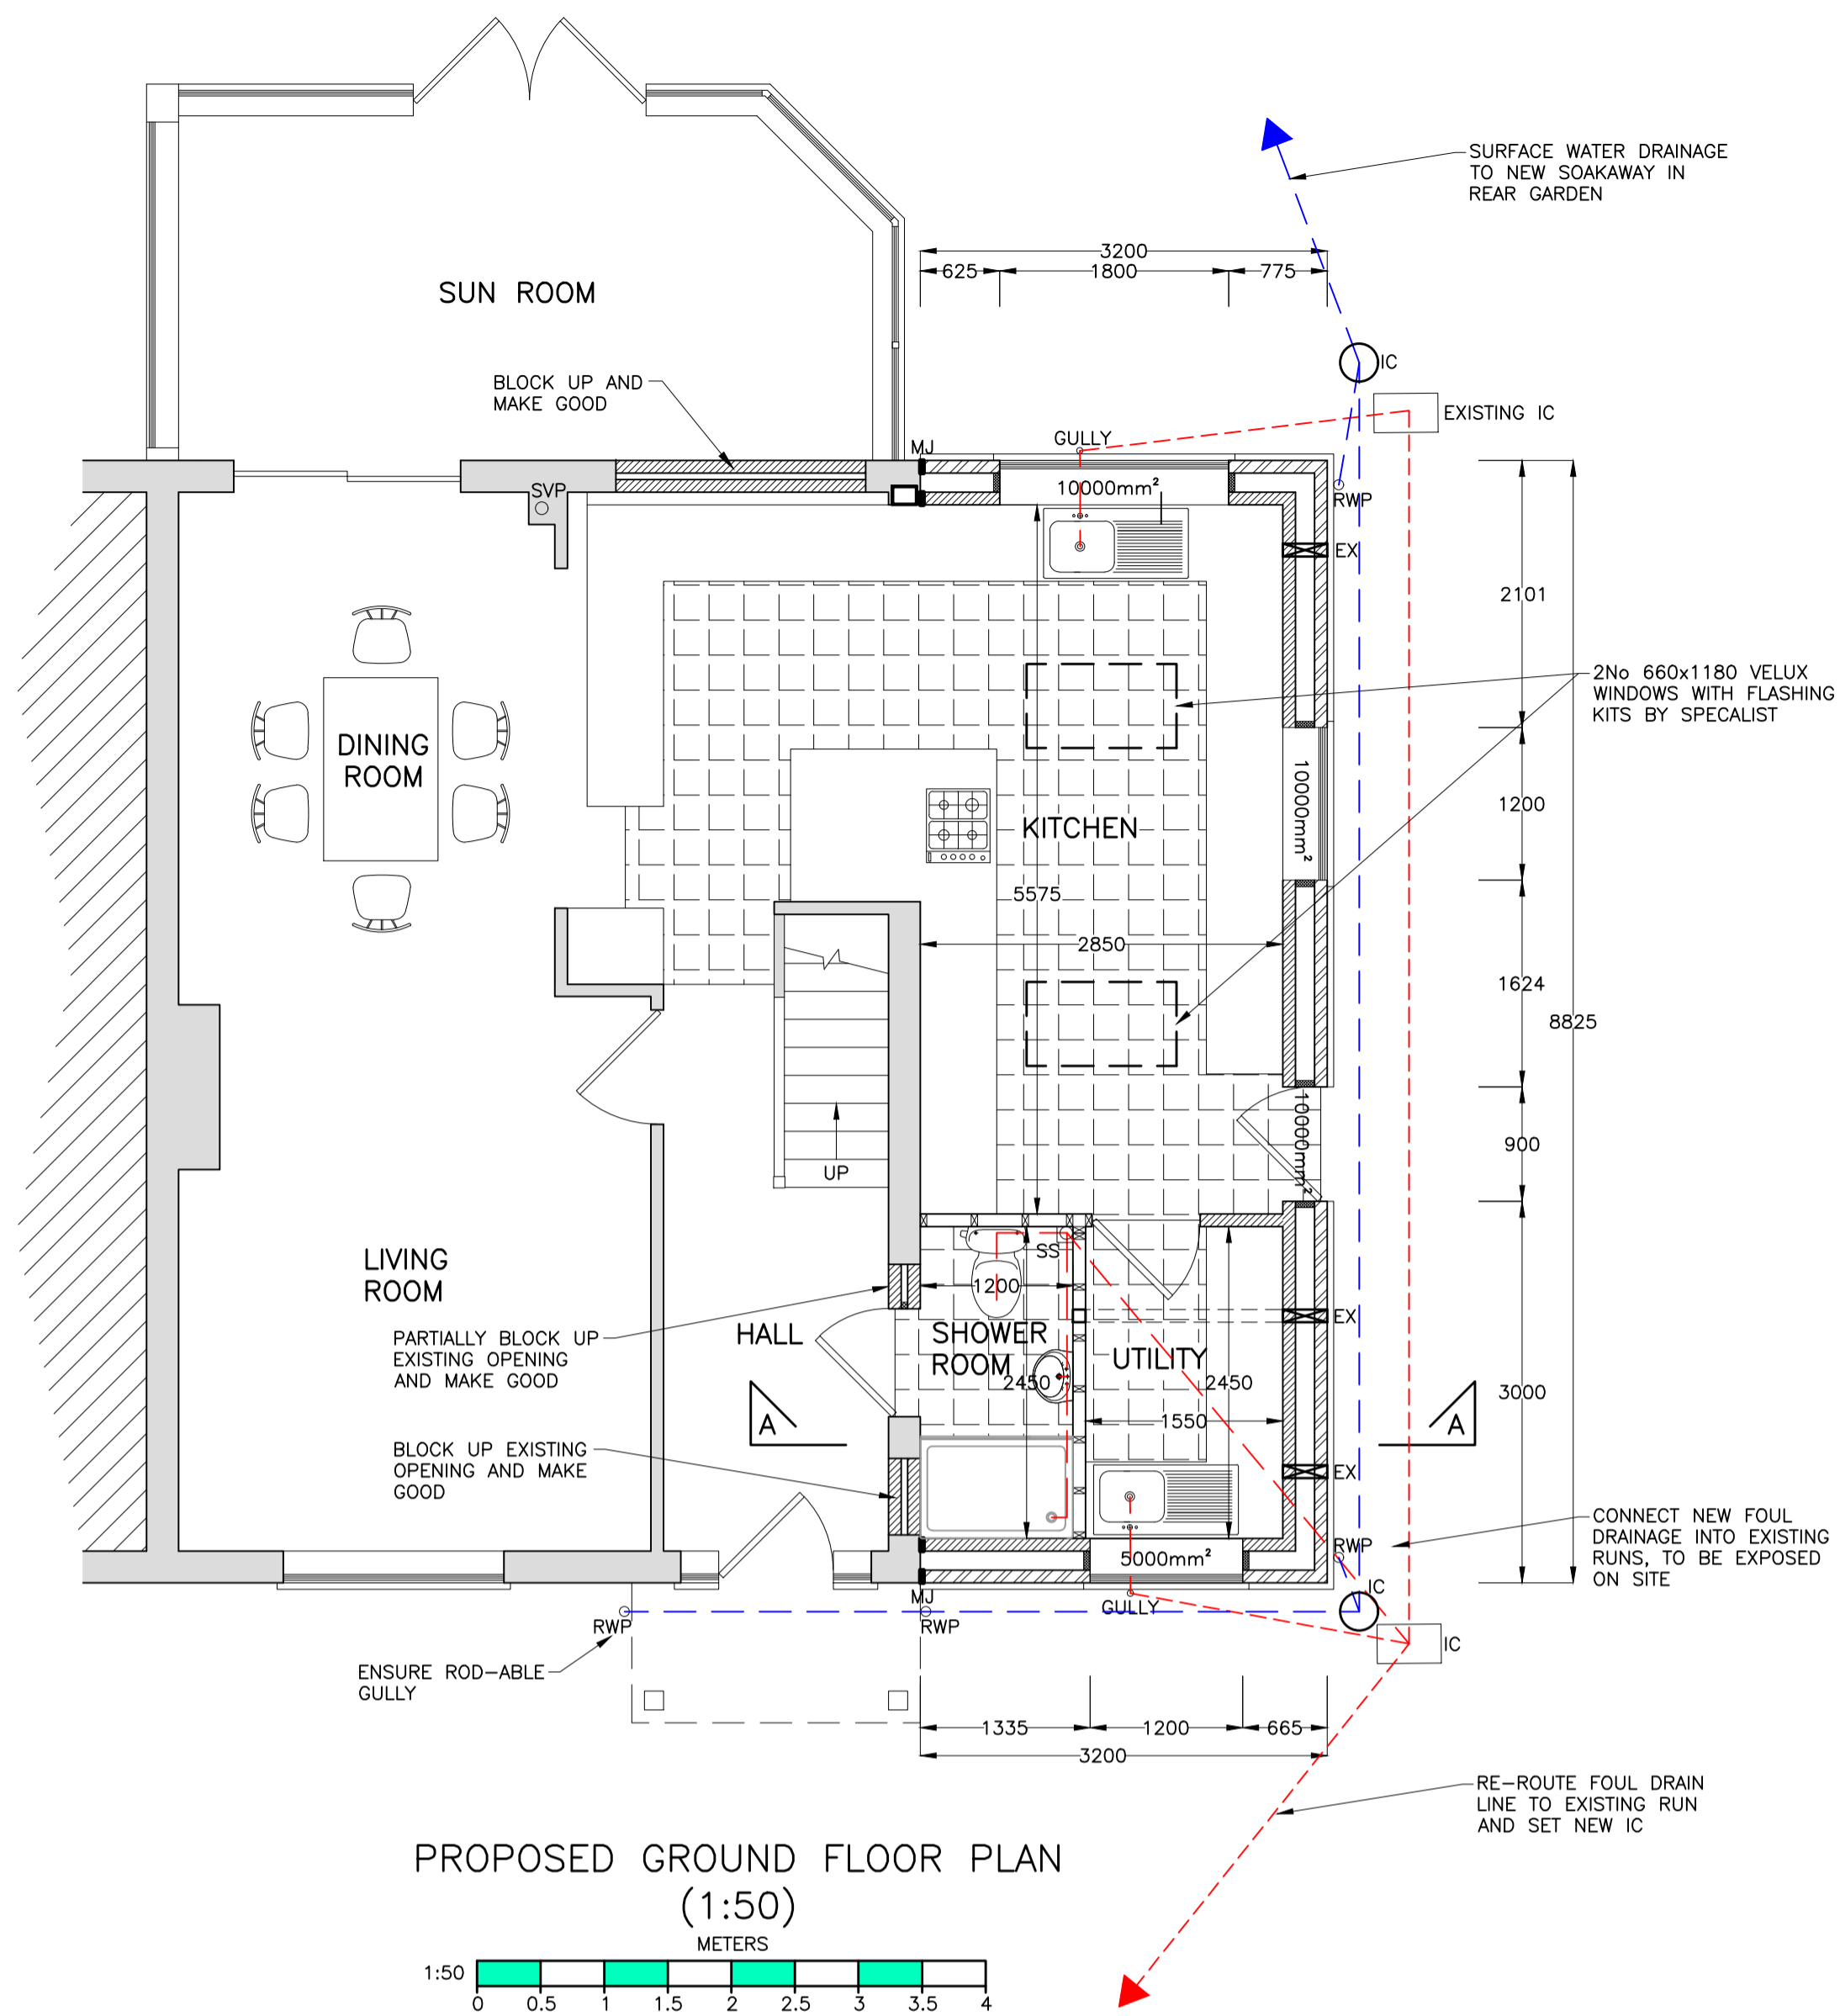 SURFACE WATER DRAINAGE
TO NEW SOAKAWAY IN
REAR GARDEN
3200
625
1800
775
SUN ROOM
IC
BLOCK UP AND
MAKE GOOD
EXISTING IC
MJ
GULLY
SVP
10000mm²
RWP
EX
2101
2No 660x1180 VELUX
WINDOWS WITH FLASHING
KITS BY SPECALIST
DINING
ROOM
10000mm²
1200
KITCHEN
5575
2850
1624
8825
10000mm²
900
UP
SS
LIVING
ROOM
1200
PARTIALLY BLOCK UP
EXISTING OPENING
AND MAKE GOOD
HALL
SHOWER
ROOM
EX
UTILITY
2450
2450
3000
A
1550
A
BLOCK UP EXISTING
OPENING AND MAKE
GOOD
EX
CONNECT NEW FOUL
DRAINAGE INTO EXISTING
RUNS, TO BE EXPOSED
ON SITE
RWP
5000mm²
IC
MJ
GULLY
RWP
RWP
IC
ENSURE ROD-ABLE
GULLY
1335
1200
665
3200
RE-ROUTE FOUL DRAIN
LINE TO EXISTING RUN
AND SET NEW IC
PROPOSED GROUND FLOOR PLAN
(1:50)
METERS
1:50
0 0.5 1 1.5 2 2.5 3 3.5 4